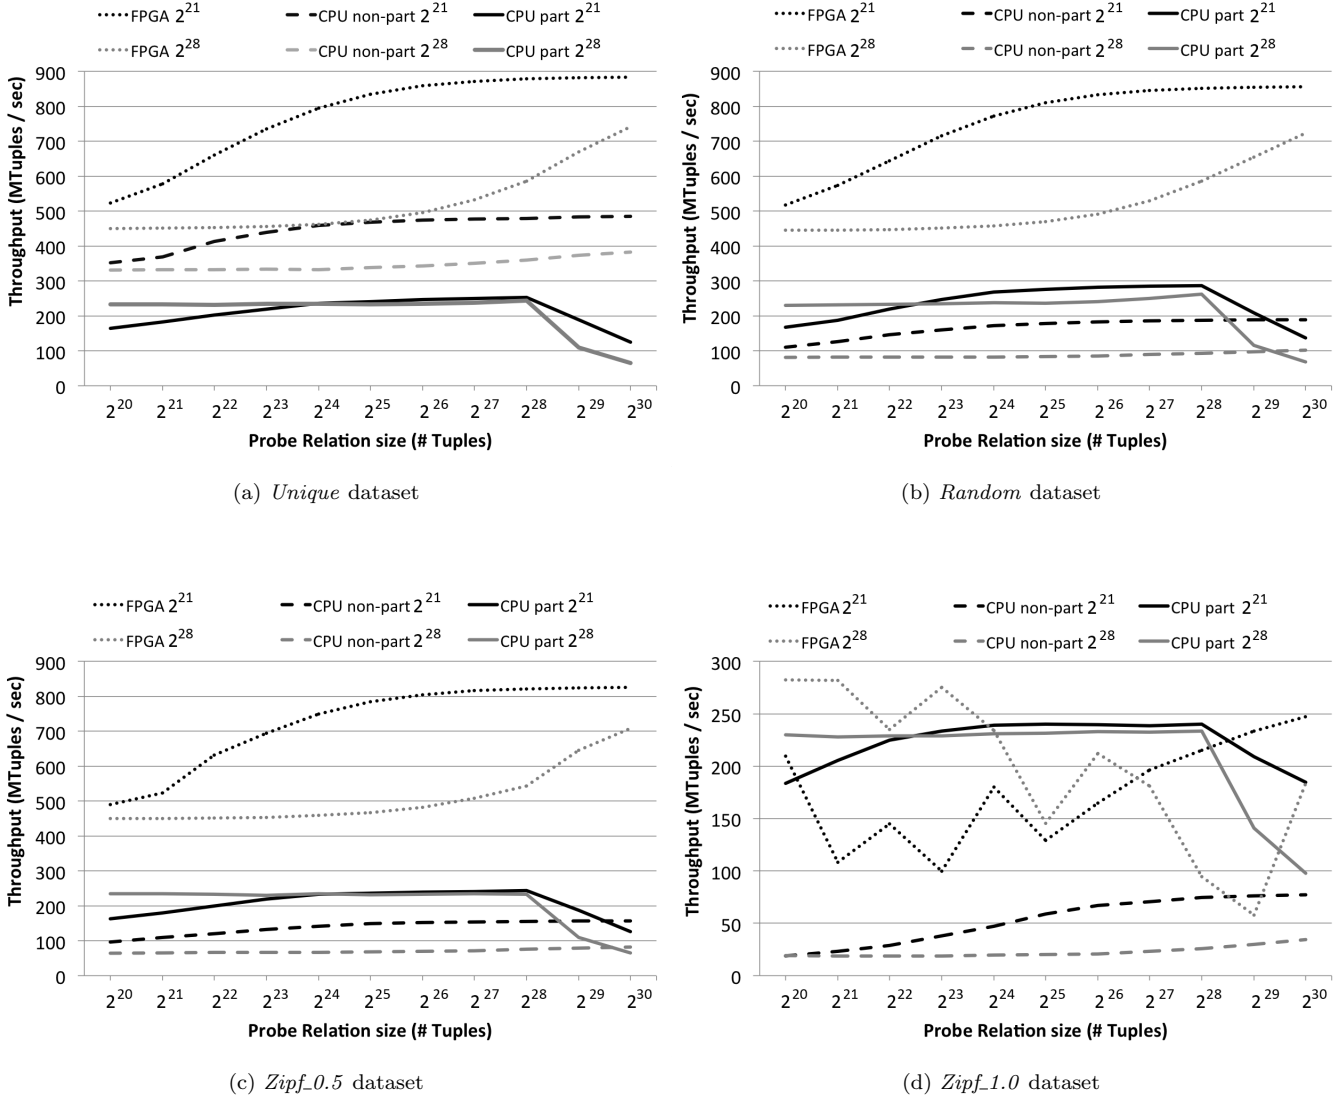 FPGA 2^21 CPU non-part 2^21 CPU part 2^21
FPGA 2^28 CPU non-part 2^28 CPU part 2^28
900
800
700
600
500
400
300
200
100
0
Throughput (MTuples / sec)
2^20 2^21 2^22 2^23 2^24 2^25 2^26 2^27 2^28 2^29 2^30
Probe Relation size (# Tuples)
(a) Unique dataset
FPGA 2^21 CPU non-part 2^21 CPU part 2^21
FPGA 2^28 CPU non-part 2^28 CPU part 2^28
900
800
700
600
500
400
300
200
100
0
Throughput (MTuples / sec)
2^20 2^21 2^22 2^23 2^24 2^25 2^26 2^27 2^28 2^29 2^30
Probe Relation size (# Tuples)
(b) Random dataset
FPGA 2^21 CPU non-part 2^21 CPU part 2^21
FPGA 2^28 CPU non-part 2^28 CPU part 2^28
900
800
700
600
500
400
300
200
100
0
Throughput (MTuples / sec)
2^20 2^21 2^22 2^23 2^24 2^25 2^26 2^27 2^28 2^29 2^30
Probe Relation size (# Tuples)
(c) Zipf_0.5 dataset
FPGA 2^21 CPU non-part 2^21 CPU part 2^21
FPGA 2^28 CPU non-part 2^28 CPU part 2^28
300
250
200
150
100
50
0
Throughput (MTuples / sec)
2^20 2^21 2^22 2^23 2^24 2^25 2^26 2^27 2^28 2^29 2^30
Probe Relation size (# Tuples)
(d) Zipf_1.0 dataset